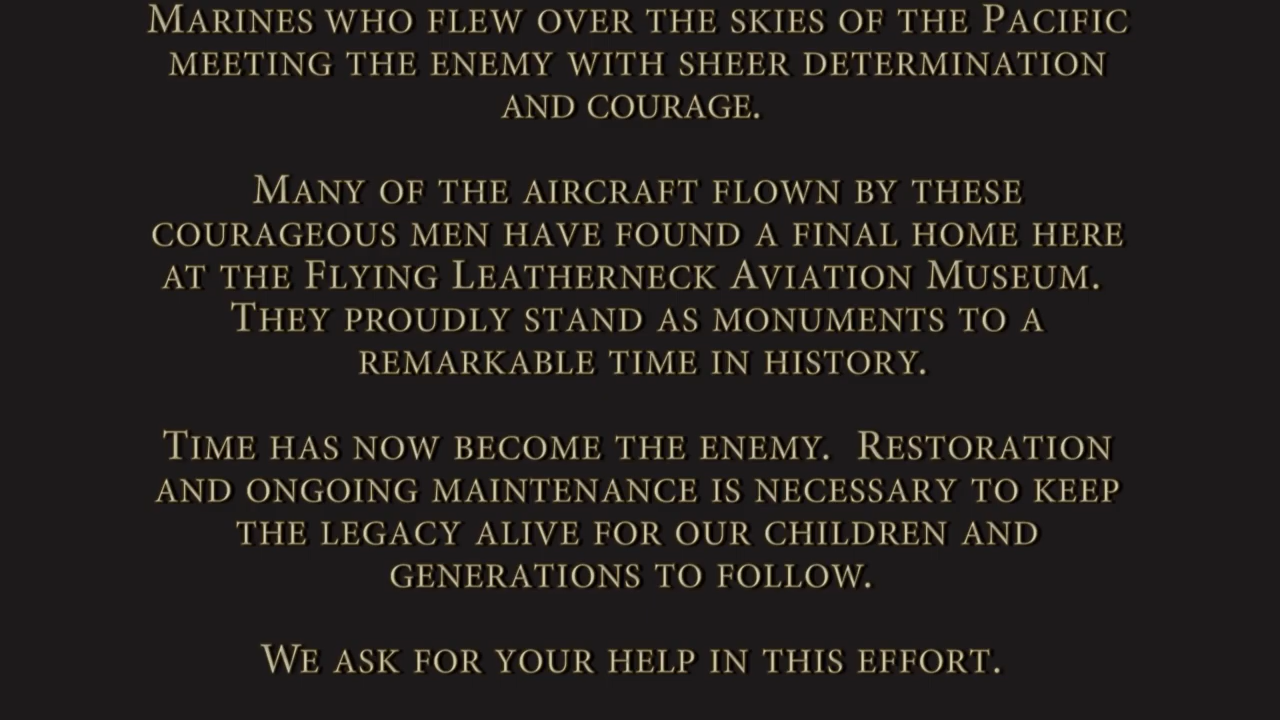 Marines who flew over the skies of the Pacific
meeting the enemy with sheer determination
and courage.
Many of the aircraft flown by these
courageous men have found a final home here
at the Flying Leatherneck Aviation Museum.
They proudly stand as monuments to a
remarkable time in history.
Time has now become the enemy.  Restoration
and ongoing maintenance is necessary to keep
the legacy alive for our children and
generations to follow.
We ask for your help in this effort.